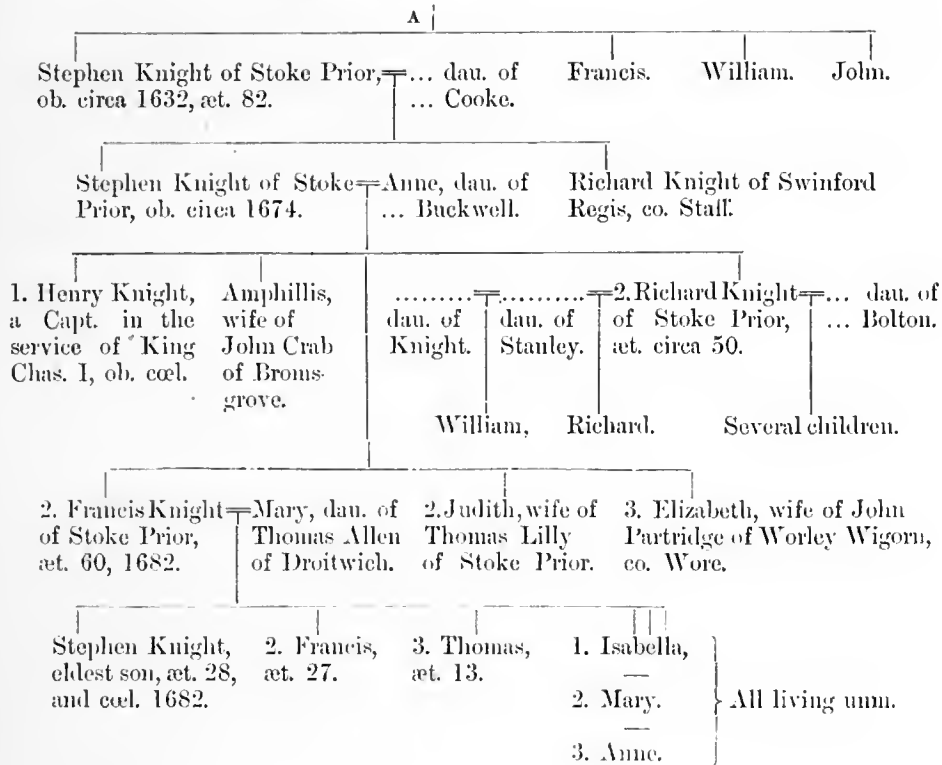 A
Stephen Knight of Stoke Prior, = ... dau. of
ob. circa 1632, æt. 82.
... Cooke.
Francis.
William.
John.
Stephen Knight of Stoke = Anne, dau. of
Prior, ob. circa 1674.
... Buckwell.
Richard Knight of Swinford
Regis, co. Staff.
1. Henry Knight,
a Capt. in the
service of King
Chas. I, ob. cœl.
Amphillis,
wife of
John Crab
of Broms-
grove.
......... = .......... = 2. Richard Knight = ... dau. of
dau. of
Knight.
dau. of
Stanley.
of Stoke Prior,
æt. circa 50.
... Bolton.
William,
Richard.
Several children.
2. Francis Knight = Mary, dau. of
of Stoke Prior,
æt. 60, 1682.
Thomas Allen
of Droitwich.
2. Judith, wife of
Thomas Lilly
of Stoke Prior.
3. Elizabeth, wife of John
Partridge of Worley Wigorn,
co. Worc.
Stephen Knight,
eldest son, æt. 28,
and cœl. 1682.
2. Francis,
æt. 27.
3. Thomas,
æt. 13.
1. Isabella,
—
2. Mary.
—
3. Anne.
} All living unm.